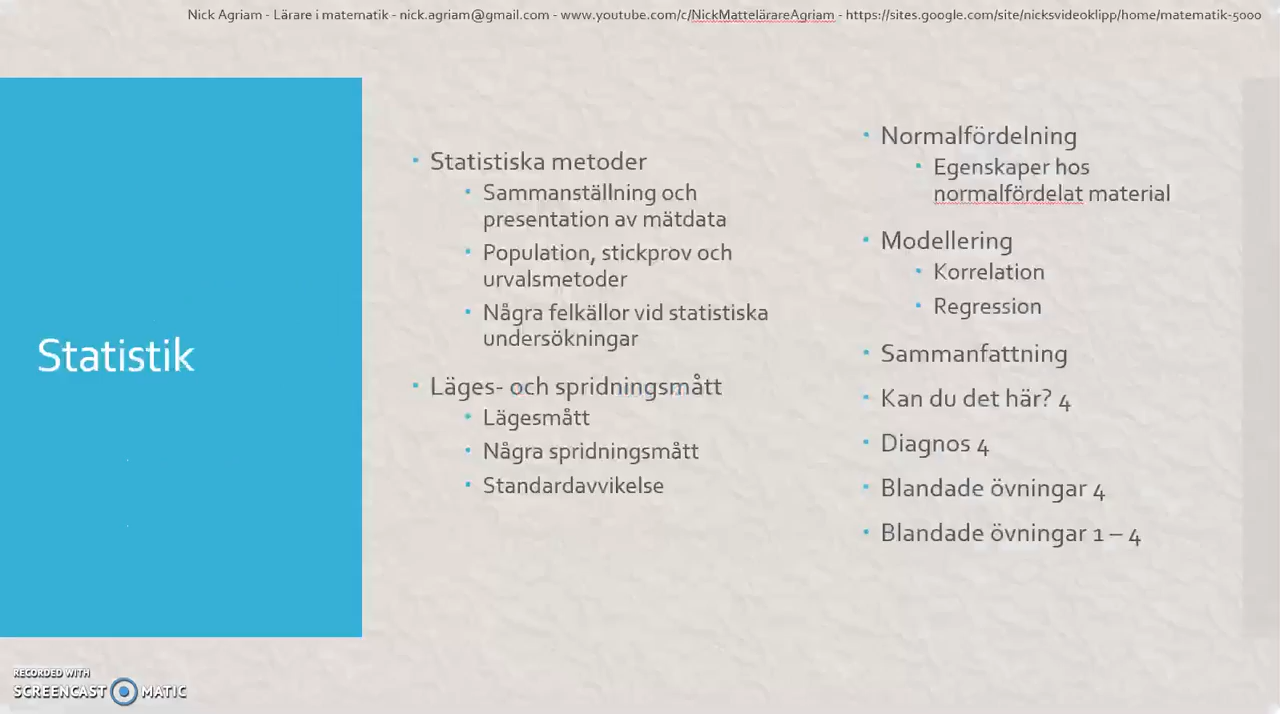 Nick Agriam - Lärare i matematik - nick.agriam@gmail.com - www.youtube.com/c/NickMattelärareAgriam - https://sites.google.com/site/nicksvideoklipp/home/matematik-5000
Statistik
Statistiska metoder
Sammanställning och
presentation av mätdata
Population, stickprov och
urvalsmetoder
Några felkällor vid statistiska
undersökningar
Läges- och spridningsmått
Lägesmått
Några spridningsmått
Standardavvikelse
Normalfördelning
Egenskaper hos
normalfördelat material
Modellering
Korrelation
Regression
Sammanfattning
Kan du det här? 4
Diagnos 4
Blandade övningar 4
Blandade övningar 1 – 4
RECORDED WITH
SCREENCAST MATIC